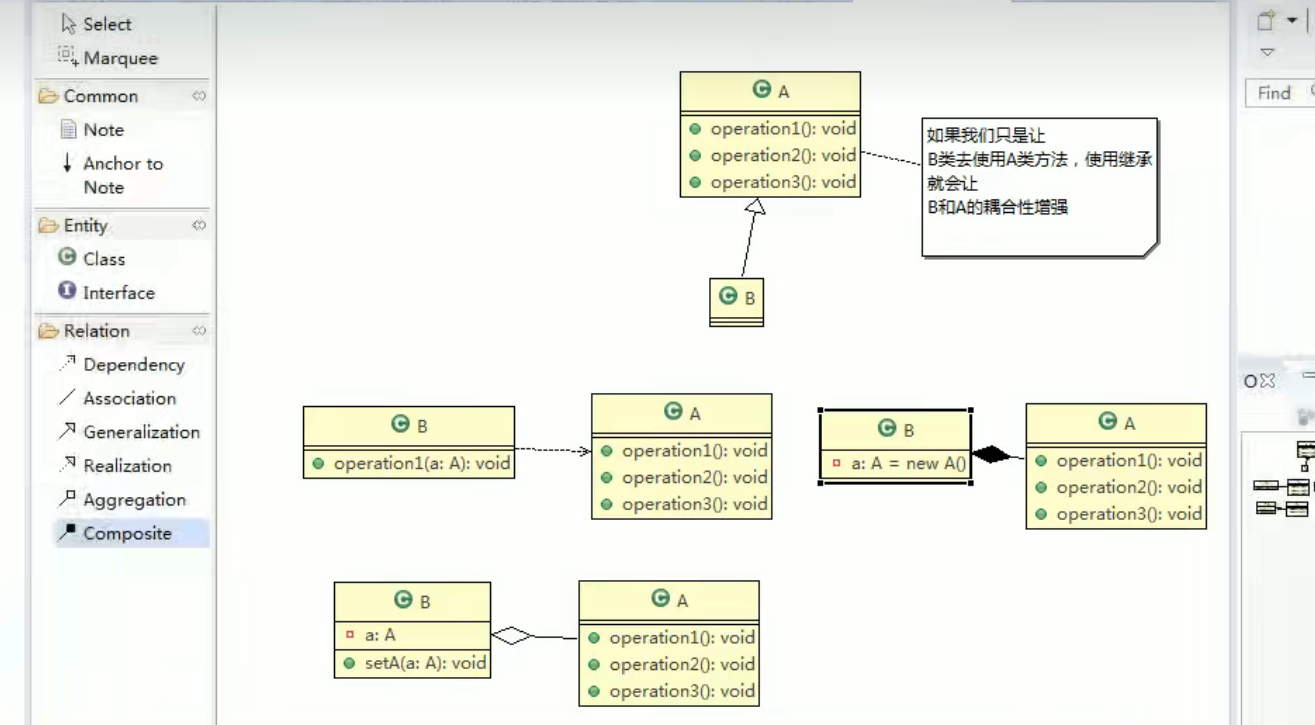 Select
Marquee
Common
Note
Anchor to
Note
Entity
Class
Interface
Relation
Dependency
Association
Generalization
Realization
Aggregation
Composite
C A
operation1(): void
operation2(): void
operation3(): void
如果我们只是让
B类去使用A类方法，使用继承
就会让
B和A的耦合性增强
C B
C B
operation1(a: A): void
C A
operation1(): void
operation2(): void
operation3(): void
C B
a: A = new A()
C A
operation1(): void
operation2(): void
operation3(): void
C B
a: A
setA(a: A): void
C A
operation1(): void
operation2(): void
operation3(): void
Find
O